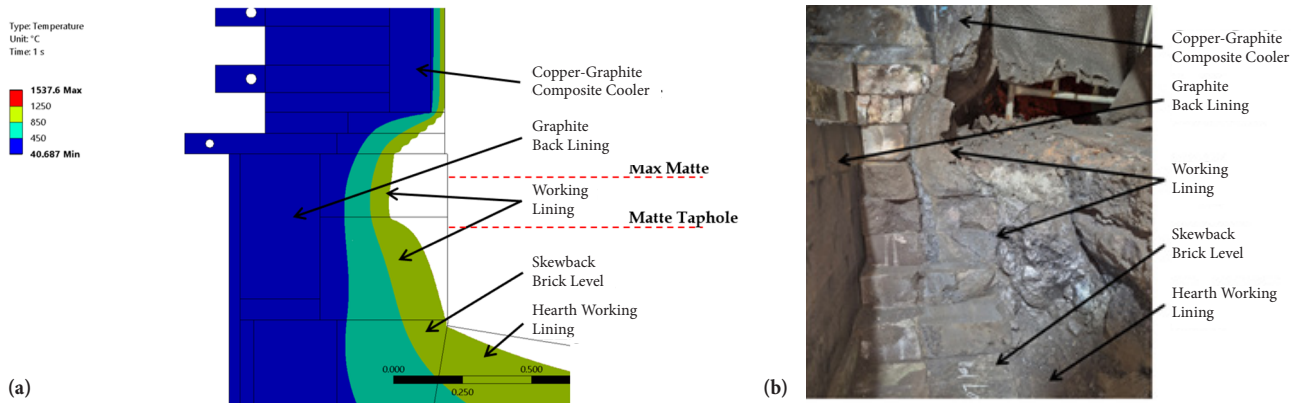 Type: Temperature
Unit: °C
Time: 1 s
1537.6 Max
1250
850
450
40.687 Min
Copper-Graphite
Composite Cooler
Graphite
Back Lining
Max Matte
Working
Lining
Matte Taphole
Skewback
Brick Level
Hearth Working
Lining
0.000
0.500
0.250
(a)
Copper-Graphite
Composite Cooler
Graphite
Back Lining
Working
Lining
Skewback
Brick Level
Hearth Working
Lining
(b)